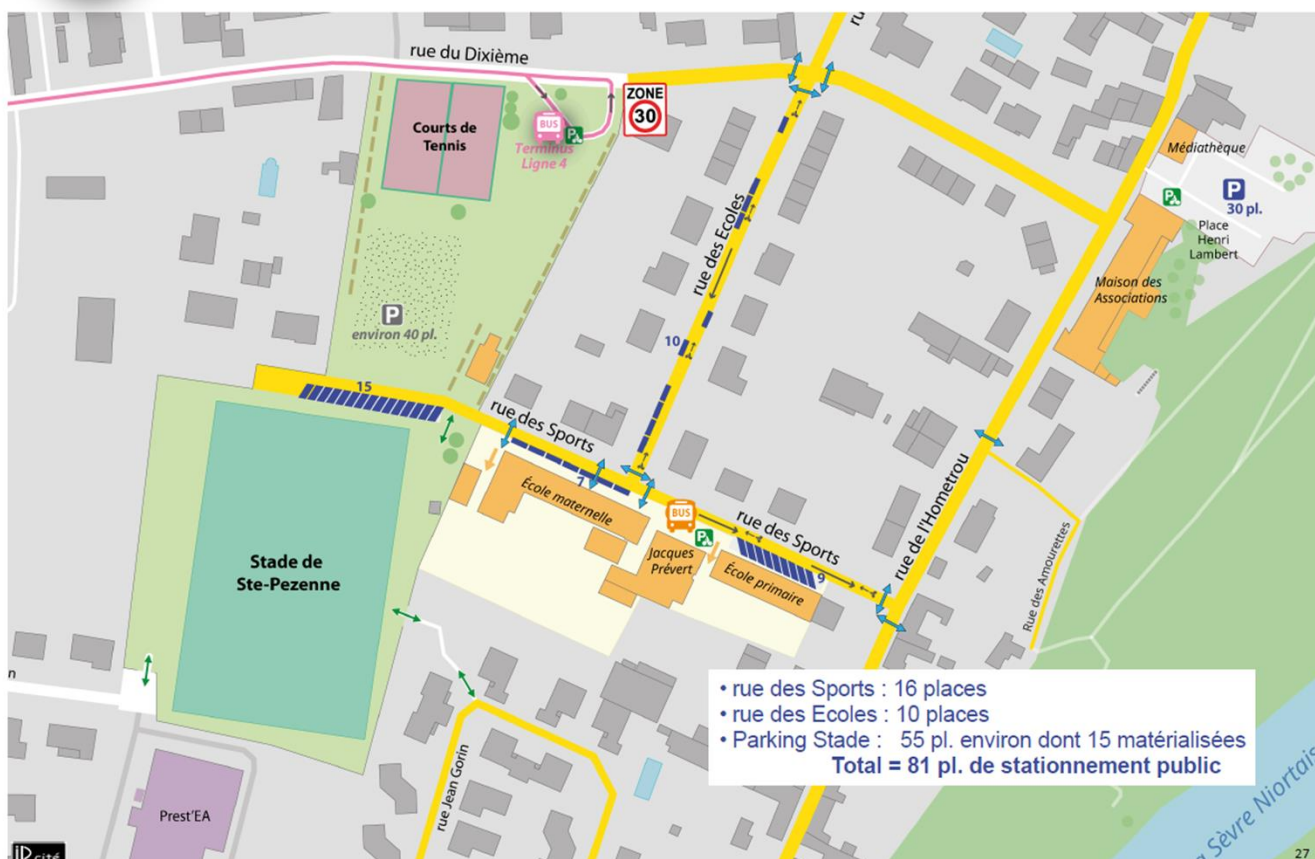 rue du Dixième
ZONE
30
Courts de
Tennis
BUS
P
Terminus
Ligne 4
Médiathèque
P
30 pl.
P
Place
Henri
Lambert
rue des Ecoles
Maison des
Associations
P
environ 40 pl.
10
15
rue des Sports
7
École maternelle
BUS
P
rue des Sports
rue de l'Hometrou
Jacques
Prévert
École primaire
9
Rue des Amourettes
Stade de
Ste-Pezenne
n
• rue des Sports : 16 places
• rue des Ecoles : 10 places
• Parking Stade : 55 pl. environ dont 15 matérialisées
Total = 81 pl. de stationnement public
rue Jean Gorin
Prest'EA
Sèvre Niortais
iD cité
27